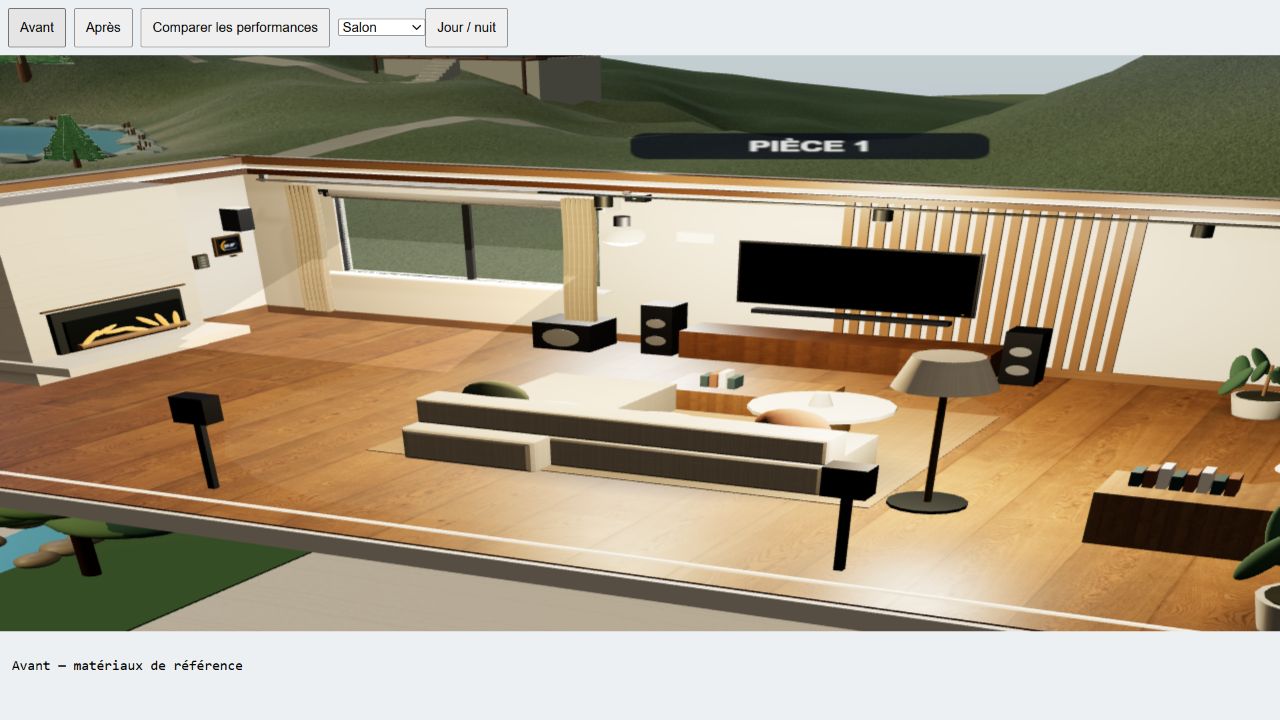 Avant
Après
Comparer les performances
Salon
Jour / nuit
PIÈCE 1
Avant — matériaux de référence